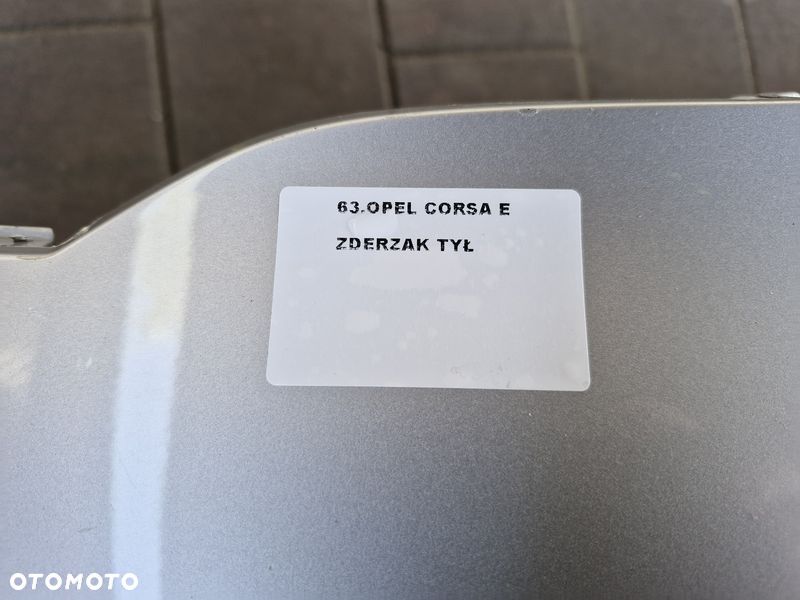 63.OPEL CORSA E
ZDERZAK TYŁ
OTOMOTO